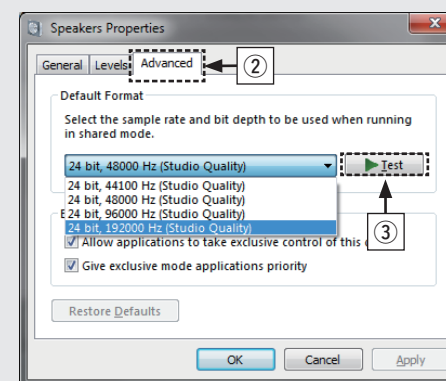 Speakers Properties
General Levels Advanced
②
Default Format
Select the sample rate and bit depth to be used when running
in shared mode.
24 bit, 48000 Hz (Studio Quality)
Test
24 bit, 44100 Hz (Studio Quality)
24 bit, 48000 Hz (Studio Quality)
24 bit, 96000 Hz (Studio Quality)
24 bit, 192000 Hz (Studio Quality)
③
Allow applications to take exclusive control of this
Give exclusive mode applications priority
Restore Defaults
OK Cancel Apply